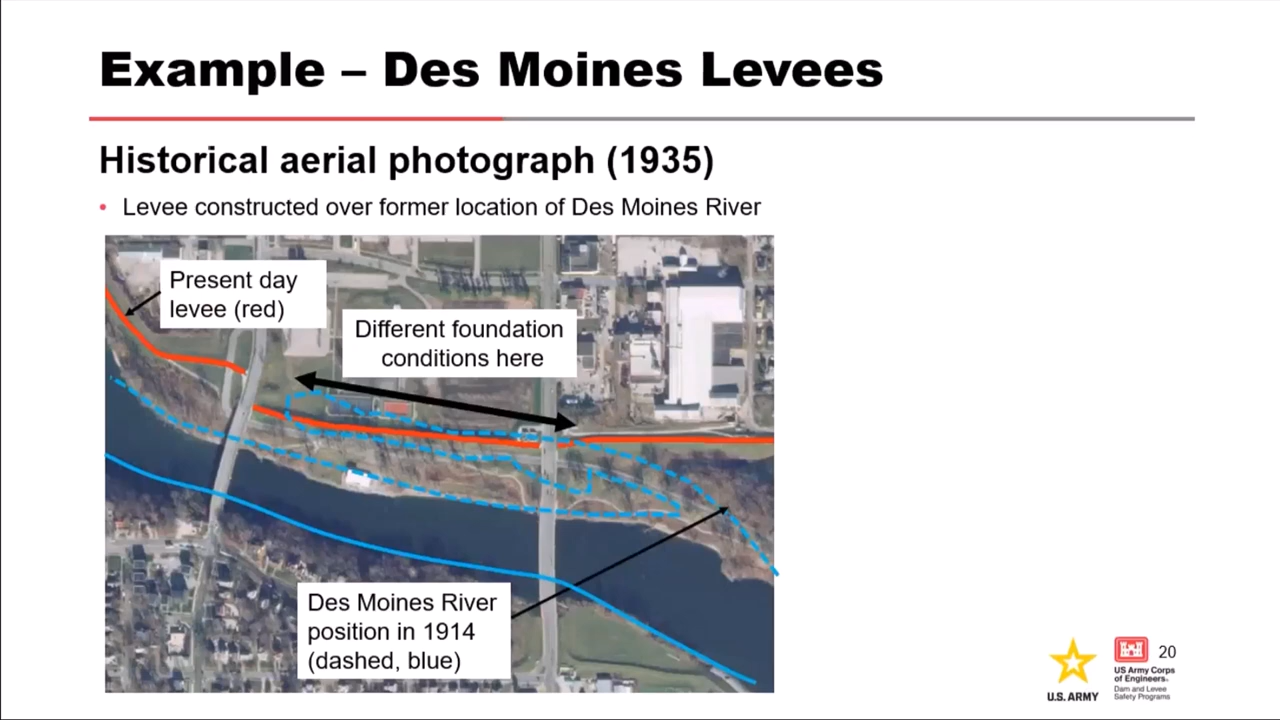 Example – Des Moines Levees
Historical aerial photograph (1935)
• Levee constructed over former location of Des Moines River
Present day
levee (red)
Different foundation
conditions here
Des Moines River
position in 1914
(dashed, blue)
U.S. ARMY
US Army Corps
of Engineers®
Dam and Levee
Safety Programs
20